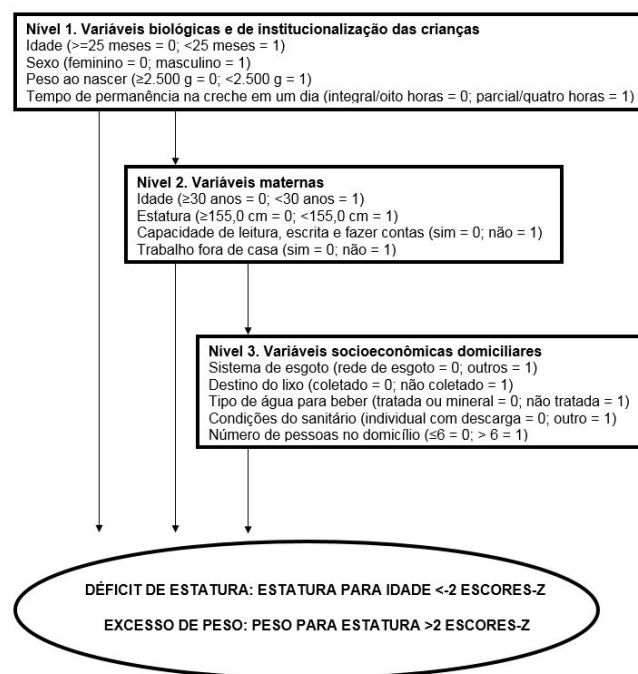 Nível 1. Variáveis biológicas e de institucionalização das crianças
Idade (>=25 meses = 0; <25 meses = 1)
Sexo (feminino = 0; masculino = 1)
Peso ao nascer (≥2.500 g = 0; <2.500 g = 1)
Tempo de permanência na creche em um dia (integral/oito horas = 0; parcial/quatro horas = 1)
Nível 2. Variáveis maternas
Idade (≥30 anos = 0; <30 anos = 1)
Estatura (≥155,0 cm = 0; <155,0 cm = 1)
Capacidade de leitura, escrita e fazer contas (sim = 0; não = 1)
Trabalho fora de casa (sim = 0; não = 1)
Nível 3. Variáveis socioeconômicas domiciliares
Sistema de esgoto (rede de esgoto = 0; outros = 1)
Destino do lixo (coletado = 0; não coletado = 1)
Tipo de água para beber (tratada ou mineral = 0; não tratada = 1)
Condições do sanitário (individual com descarga = 0; outro = 1)
Número de pessoas no domicílio (≤6 = 0; > 6 = 1)
DÉFICIT DE ESTATURA: ESTATURA PARA IDADE <-2 ESCORES-Z
EXCESSO DE PESO: PESO PARA ESTATURA >2 ESCORES-Z